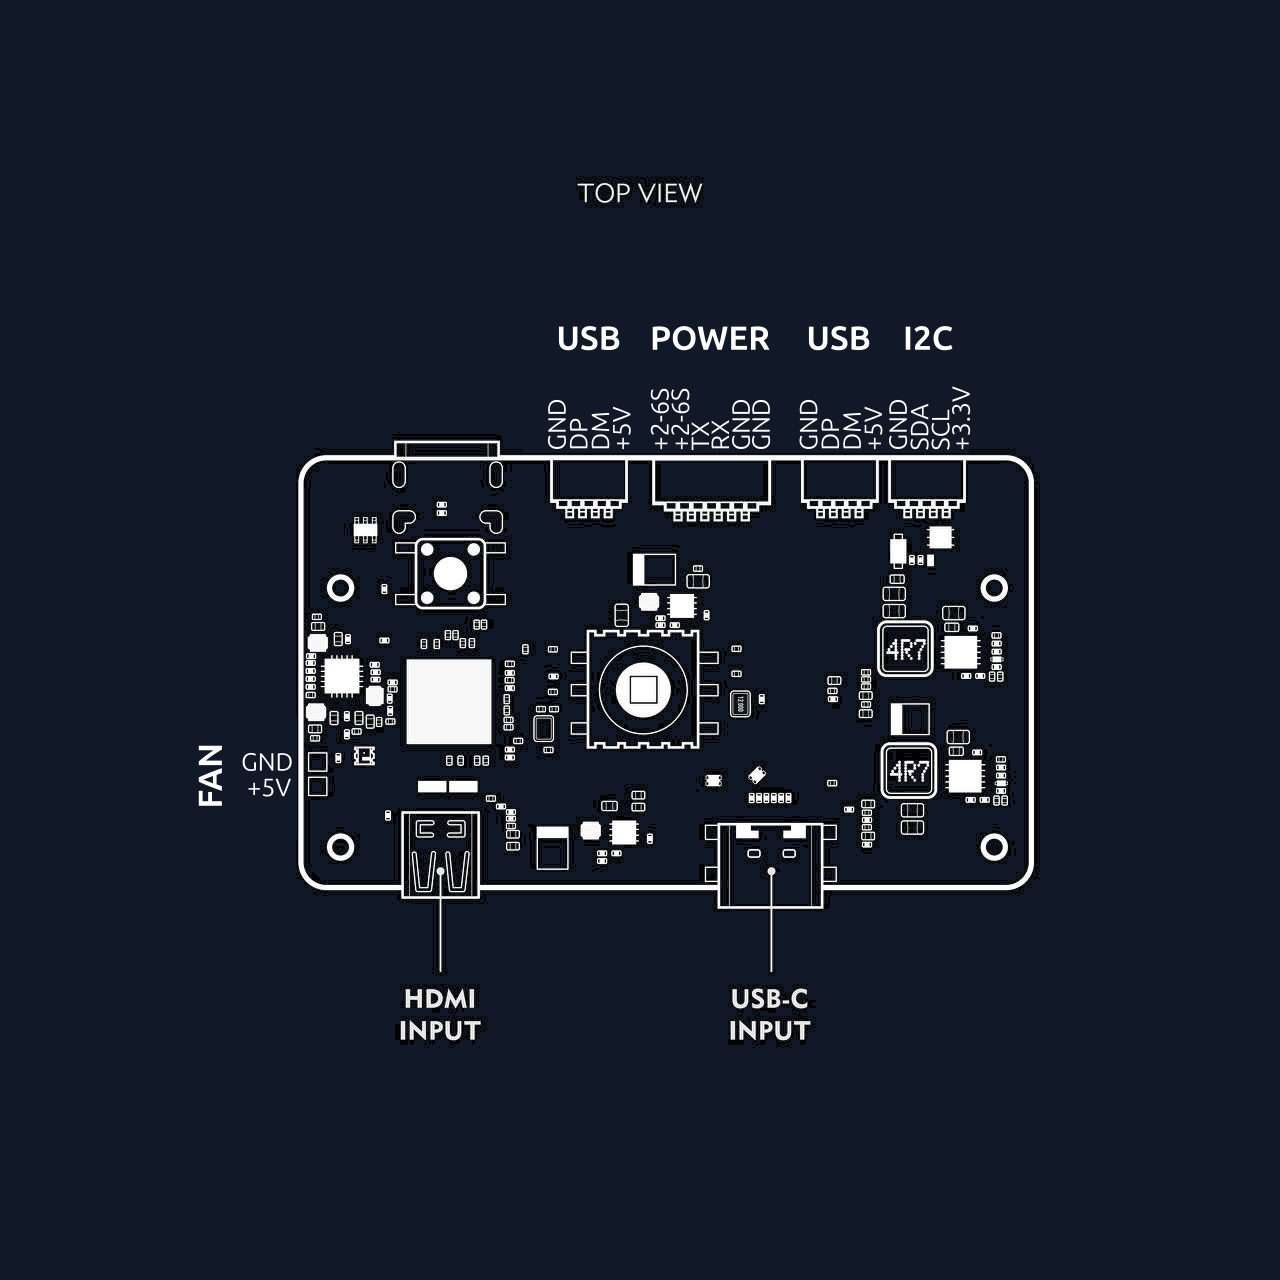 TOP VIEW
USB POWER USB I2C
GND
DP
DM
+5V
+2-6S
+2-6S
TX
RX
GND
GND
GND
DP
DM
+5V
GND
SDA
SCL
+3.3V
4R7
4R7
FAN
GND
+5V
HDMI
INPUT
USB-C
INPUT